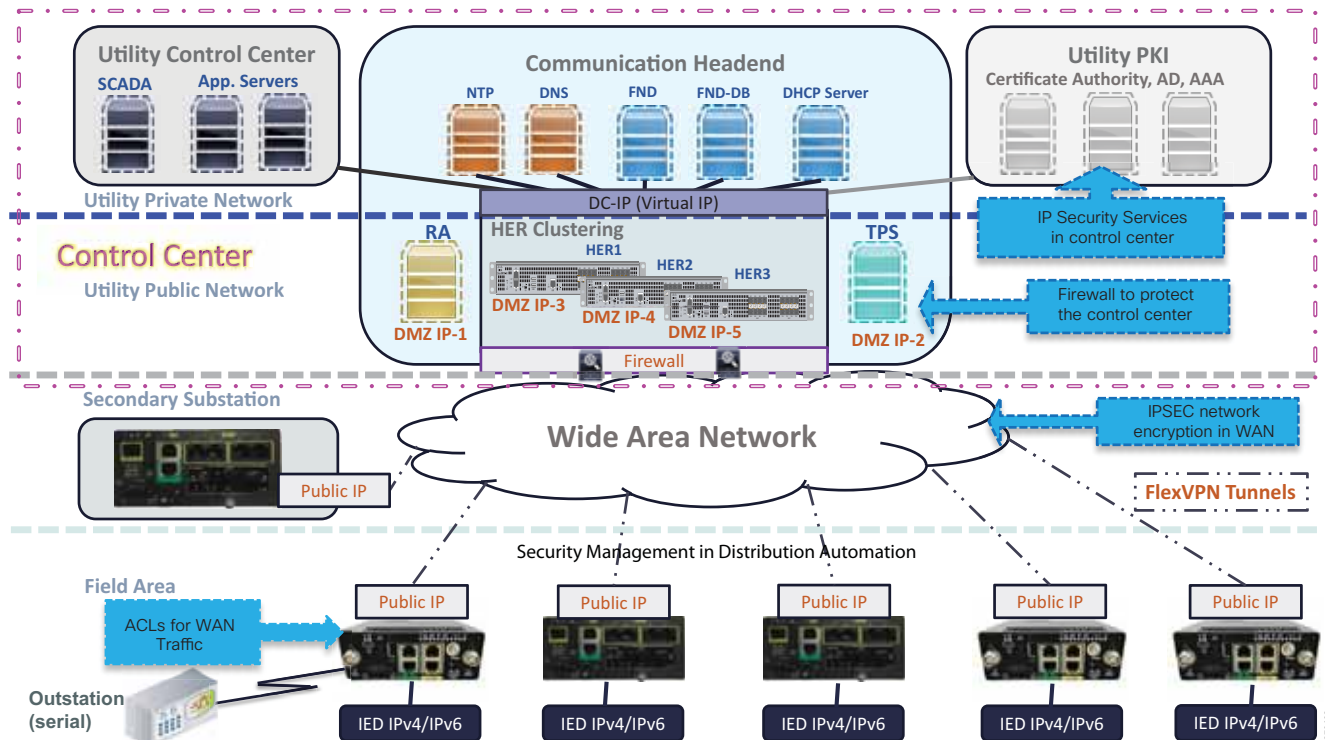 Utility Control Center
SCADA
App. Servers
Communication Headend
NTP
DNS
FND
FND-DB
DHCP Server
Utility PKI
Certificate Authority, AD, AAA
Utility Private Network
DC-IP (Virtual IP)
IP Security Services
in control center
Control Center
Utility Public Network
RA
DMZ IP-1
HER Clustering
HER1
HER2
HER3
DMZ IP-3
DMZ IP-4
DMZ IP-5
TPS
DMZ IP-2
Firewall to protect
the control center
Firewall
Secondary Substation
Public IP
Wide Area Network
IPSEC network
encryption in WAN
FlexVPN Tunnels
Security Management in Distribution Automation
Field Area
ACLs for WAN
Traffic
Public IP
Public IP
Public IP
Public IP
Public IP
Outstation
(serial)
IED IPv4/IPv6
IED IPv4/IPv6
IED IPv4/IPv6
IED IPv4/IPv6
IED IPv4/IPv6